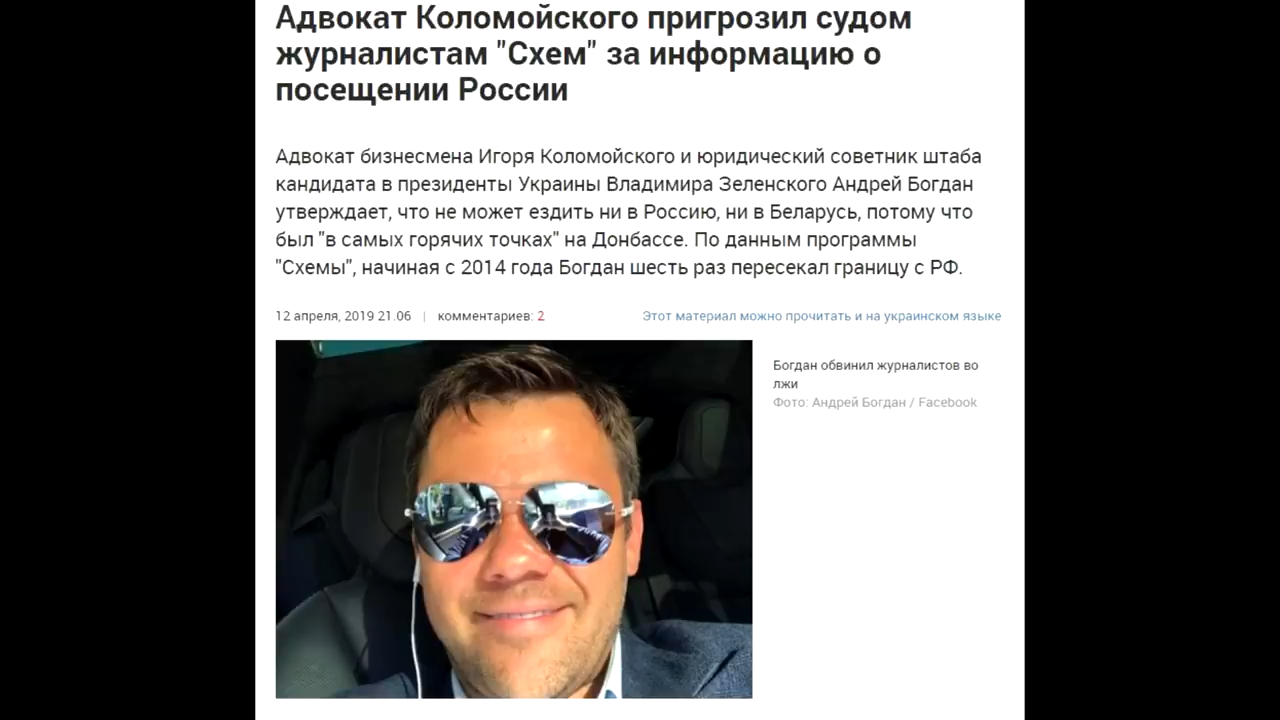 Адвокат Коломойского пригрозил судом
журналистам "Схем" за информацию о
посещении России
Адвокат бизнесмена Игоря Коломойского и юридический советник штаба
кандидата в президенты Украины Владимира Зеленского Андрей Богдан
утверждает, что не может ездить ни в Россию, ни в Беларусь, потому что
был "в самых горячих точках" на Донбассе. По данным программы
"Схемы", начиная с 2014 года Богдан шесть раз пересекал границу с РФ.
12 апреля, 2019 21.06 | комментариев: 2 Этот материал можно прочитать и на украинском языке
Богдан обвинил журналистов во
лжи
Фото: Андрей Богдан / Facebook